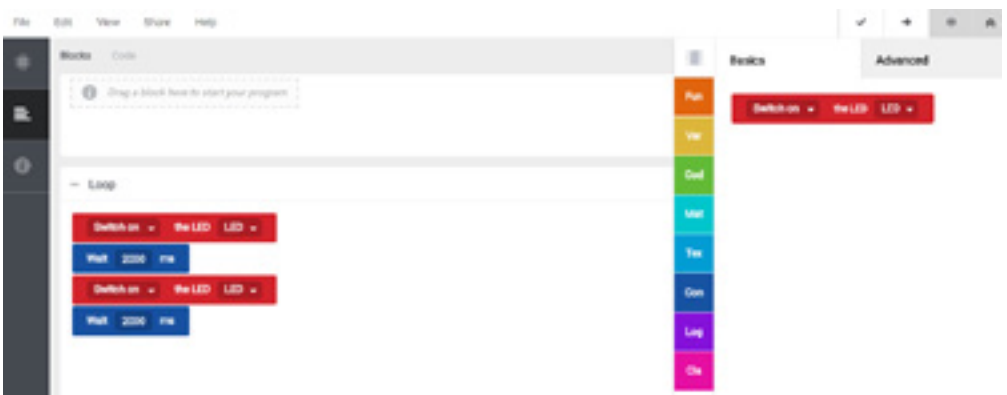 File Edit View Share Help
Blocks Code
Drag a block here to start your program
Loop
Switch on the LED LED
Wait 2000 ms
Switch on the LED LED
Wait 2000 ms
Fun
Var
Cod
Mat
Tex
Con
Log
Cla
Basics Advanced
Switch on the LED LED